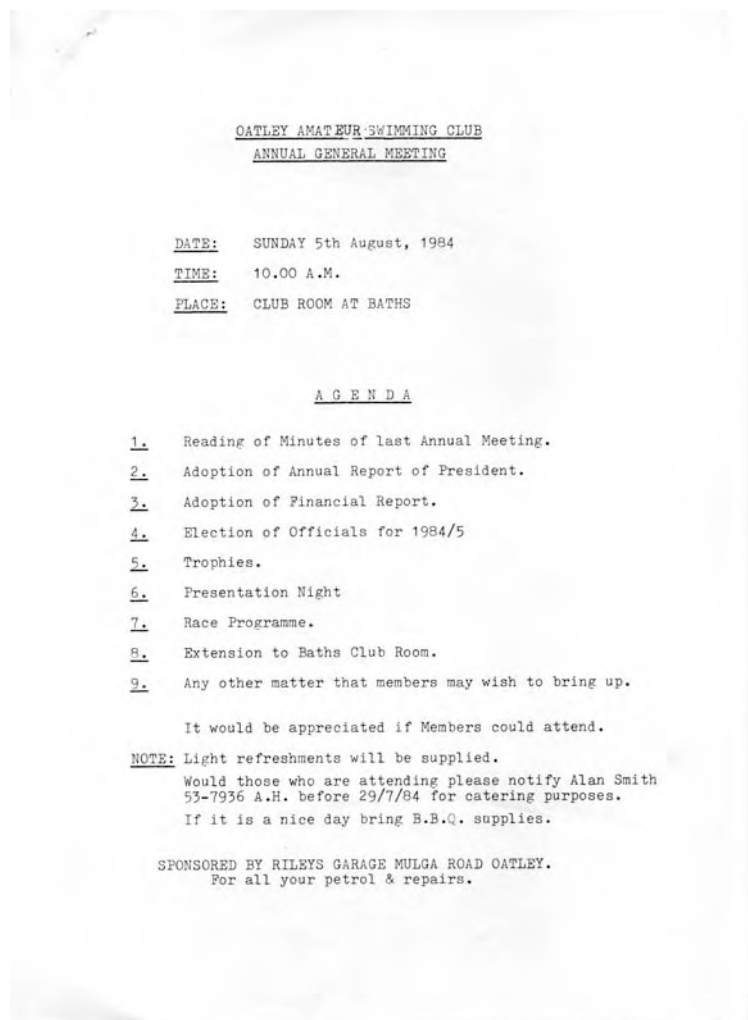 OATLEY AMATEUR SWIMMING CLUB
ANNUAL GENERAL MEETING
DATE: SUNDAY 5th August, 1984
TIME: 10.00 A.M.
PLACE: CLUB ROOM AT BATHS
A G E N D A
1. Reading of Minutes of last Annual Meeting.
2. Adoption of Annual Report of President.
3. Adoption of Financial Report.
4. Election of Officials for 1984/5
5. Trophies.
6. Presentation Night
7. Race Programme.
8. Extension to Baths Club Room.
9. Any other matter that members may wish to bring up.
It would be appreciated if Members could attend.
NOTE: Light refreshments will be supplied.
Would those who are attending please notify Alan Smith
53-7936 A.H. before 29/7/84 for catering purposes.
If it is a nice day bring B.B.Q. supplies.
SPONSORED BY RILEYS GARAGE MULGA ROAD OATLEY.
For all your petrol & repairs.